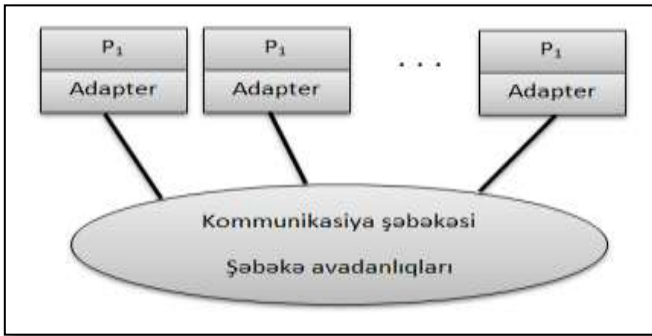 P₁
Adapter
P₁
Adapter
. . .
P₁
Adapter
Kommunikasiya şəbəkəsi
Şəbəkə avadanlıqları